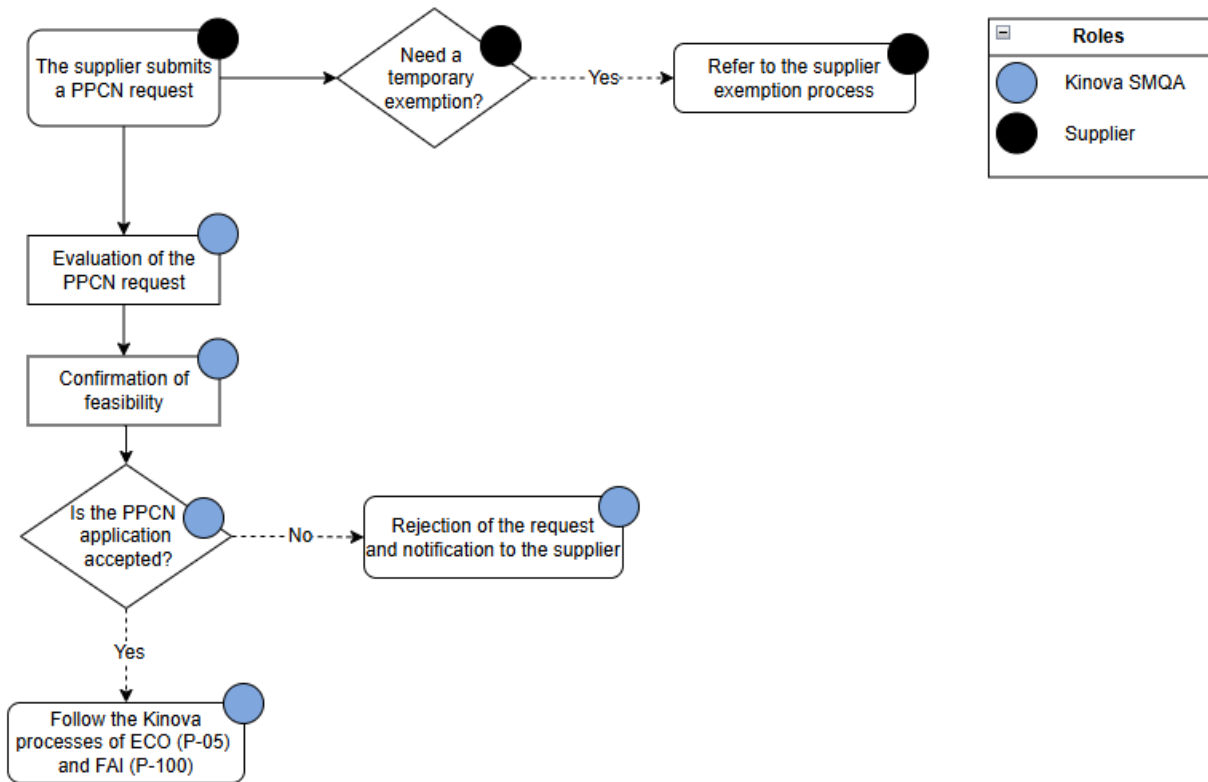 The supplier submits
a PPCN request
Need a
temporary
exemption?
Yes
Refer to the supplier
exemption process
Roles
Kinova SMQA
Supplier
Evaluation of the
PPCN request
Confirmation of
feasibility
Is the PPCN
application
accepted?
No
Rejection of the request
and notification to the supplier
Yes
Follow the Kinova
processes of ECO (P-05)
and FAI (P-100)